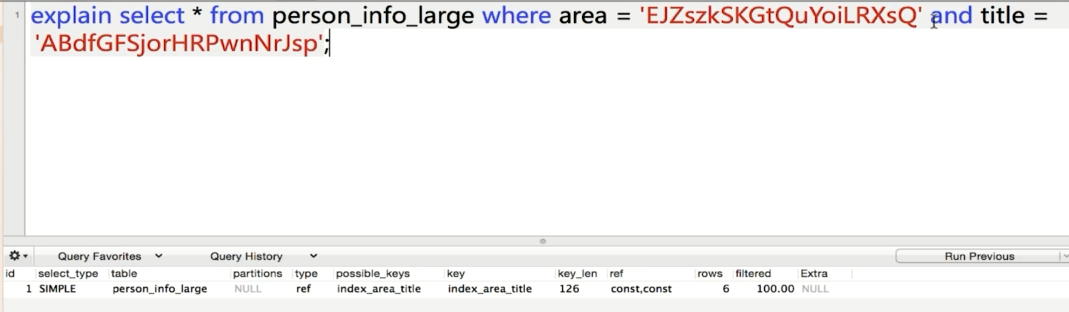 1 explain select * from person_info_large where area = 'EJZszkSKGtQuYoiLRXsQ' and title =
'ABdfGFSjorHRPwnNrJsp';
Query Favorites Query History Run Previous
id select_type table partitions type possible_keys key key_len ref rows filtered Extra
1 SIMPLE person_info_large NULL ref index_area_title index_area_title 126 const,const 6 100.00 NULL